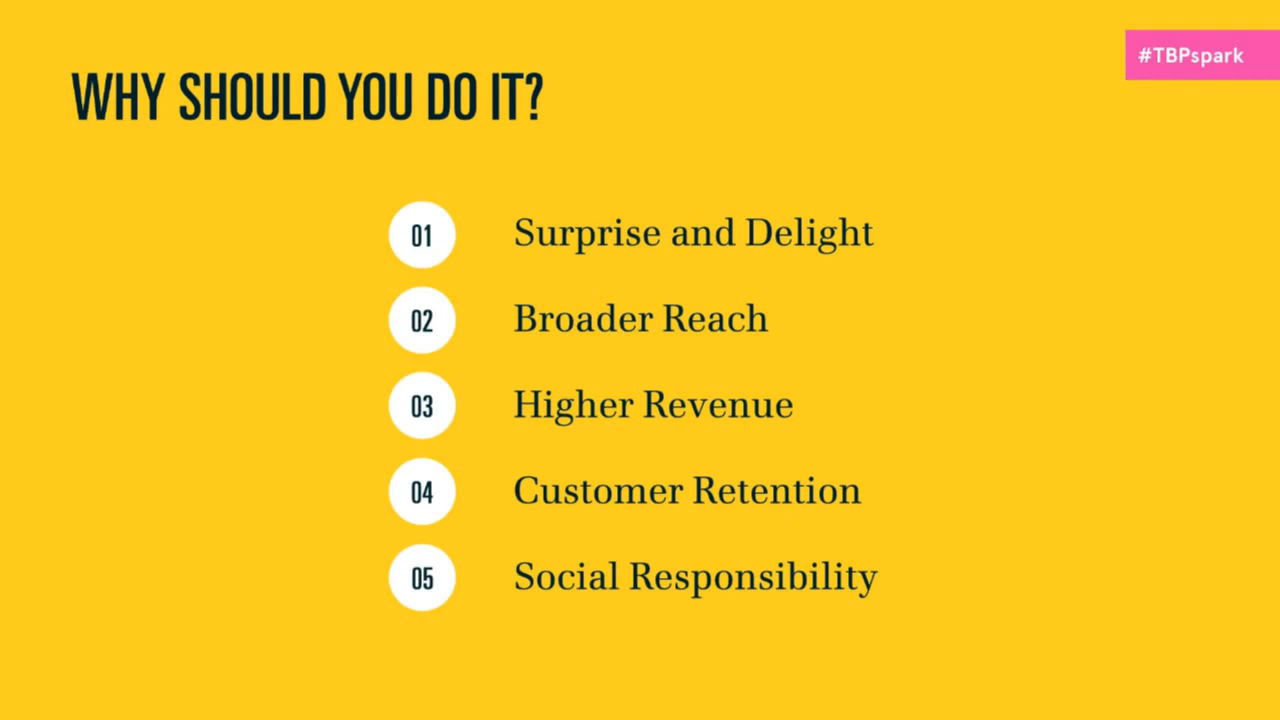 #TBPspark
WHY SHOULD YOU DO IT?
01 Surprise and Delight
02 Broader Reach
03 Higher Revenue
04 Customer Retention
05 Social Responsibility